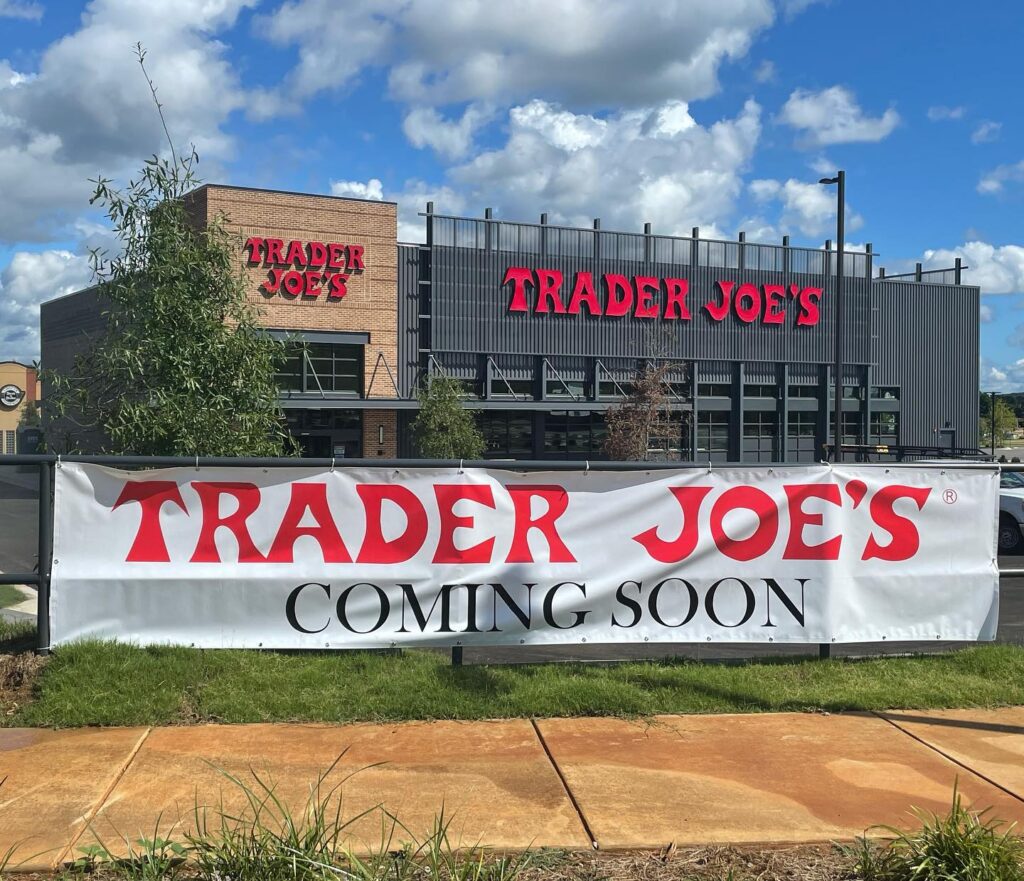 TRADER
JOE'S
TRADER JOE'S
TRADER JOE'S ®
COMING SOON